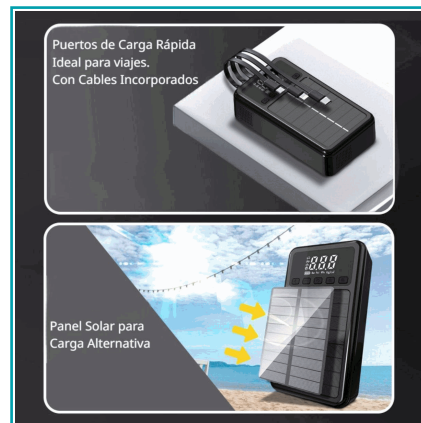 Puertos de Carga Rápida
Ideal para viajes.
Con Cables Incorporados
Panel Solar para
Carga Alternativa